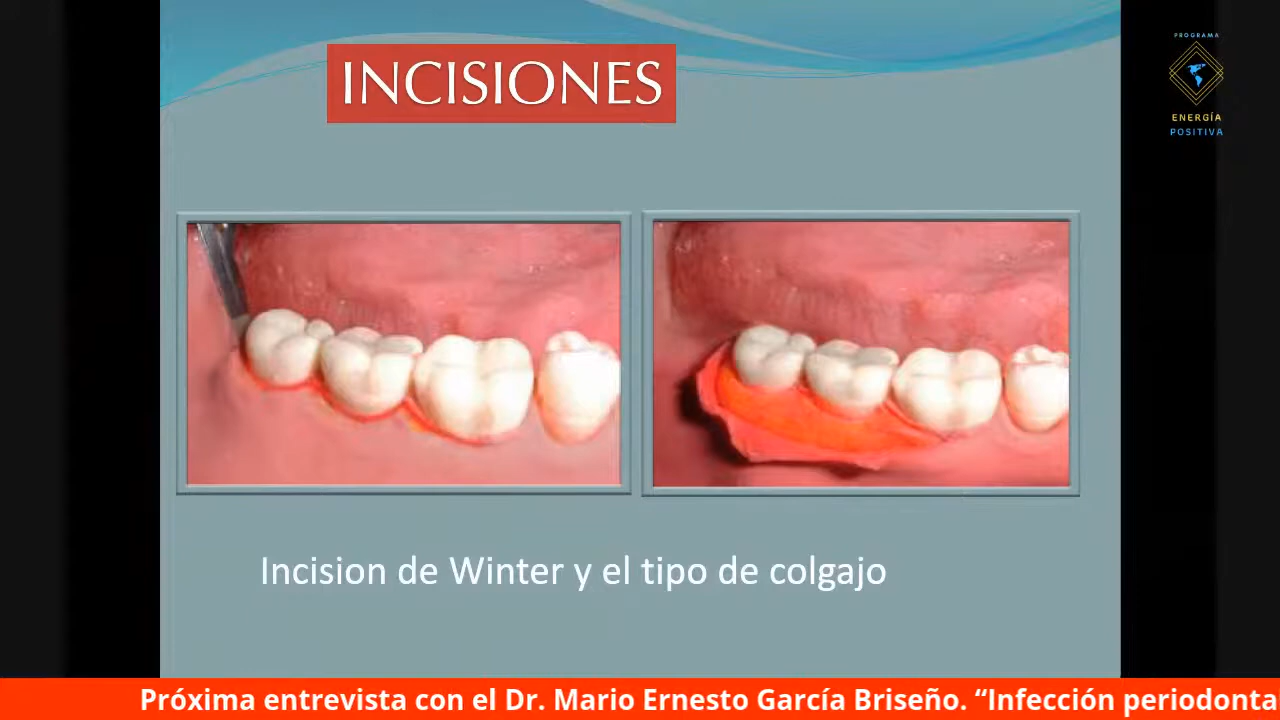 INCISIONES
PROGRAMA
ENERGÍA
POSITIVA
Incision de Winter y el tipo de colgajo
Próxima entrevista con el Dr. Mario Ernesto García Briseño. “Infección periodonta